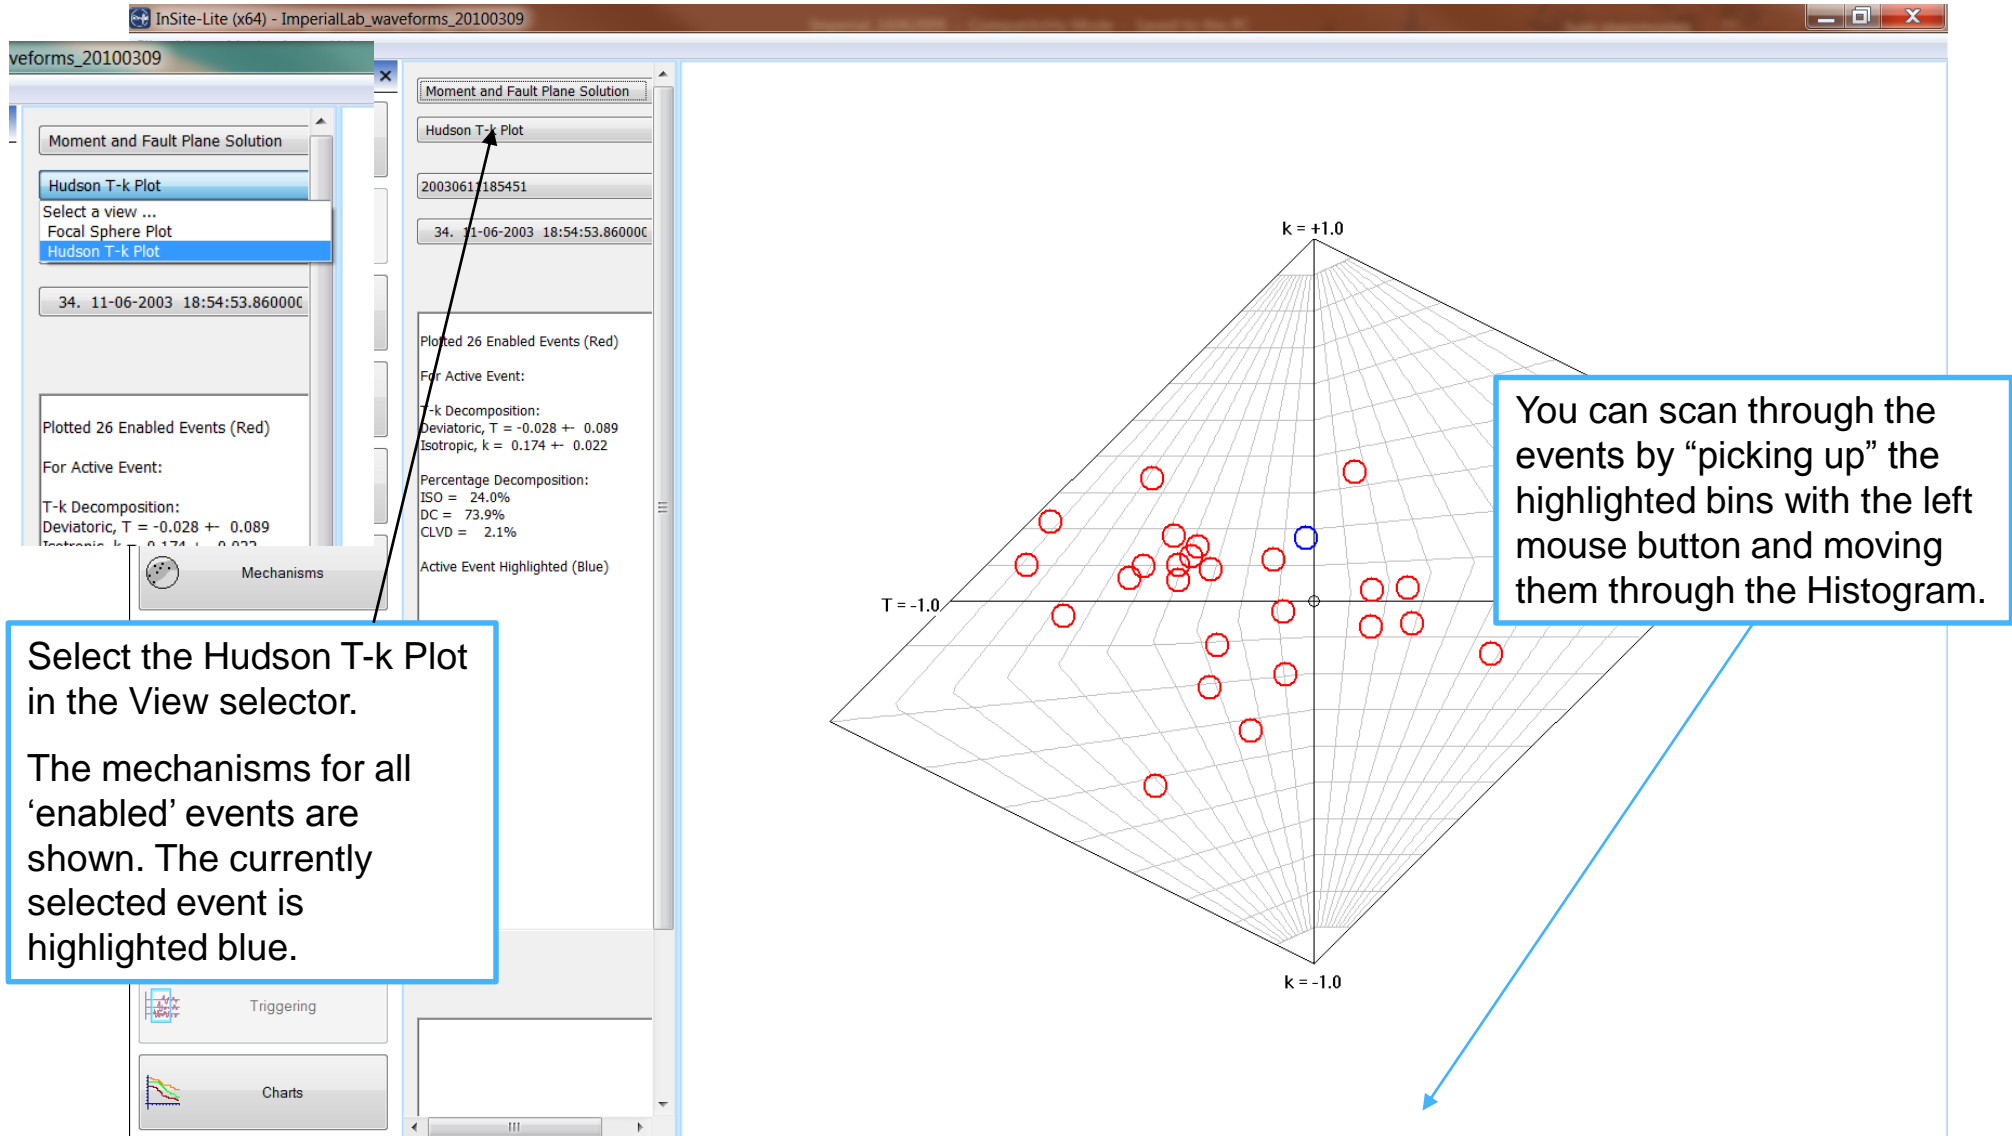 InSite-Lite (x64) - ImperialLab_waveforms_20100309
veforms_20100309
Moment and Fault Plane Solution
Hudson T-k Plot
Select a view ...
Focal Sphere Plot
Hudson T-k Plot
34. 11-06-2003 18:54:53.860000
Plotted 26 Enabled Events (Red)
For Active Event:
T-k Decomposition:
Deviatoric, T = -0.028 +- 0.089
Moment and Fault Plane Solution
Hudson T-k Plot
20030611185451
34. 11-06-2003 18:54:53.860000
Plotted 26 Enabled Events (Red)
For Active Event:
T-k Decomposition:
Deviatoric, T = -0.028 +- 0.089
Isotropic, k = 0.174 +- 0.022
Percentage Decomposition:
ISO = 24.0%
DC = 73.9%
CLVD = 2.1%
Active Event Highlighted (Blue)
Mechanisms
Select the Hudson T-k Plot
in the View selector.
The mechanisms for all
‘enabled’ events are
shown. The currently
selected event is
highlighted blue.
Triggering
Charts
k = +1.0
T = -1.0
k = -1.0
You can scan through the
events by “picking up” the
highlighted bins with the left
mouse button and moving
them through the Histogram.